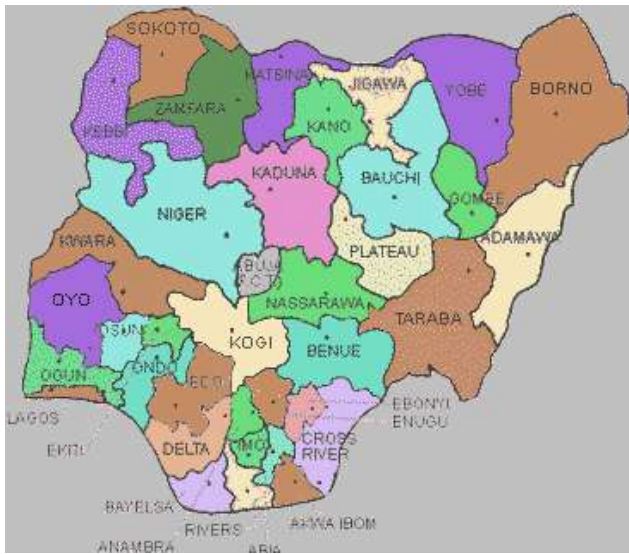 SOKOTO
KATSINA
JIGAWA
YOBE
BORNO
ZAMFARA
KANO
KEBBI
KADUNA
BAUCHI
GOMBE
NIGER
KWARA
PLATEAU
ADAMAWA
ABUJA
F.C.T
OYO
NASSARAWA
TARABA
OSUN
KOGI
BENUE
OGUN
ONDO
EDO
LAGOS
EBONYI
ENUGU
EKITI
DELTA
IMO
CROSS
RIVER
BAYELSA
RIVERS
AKWA IBOM
ANAMBRA
ABIA